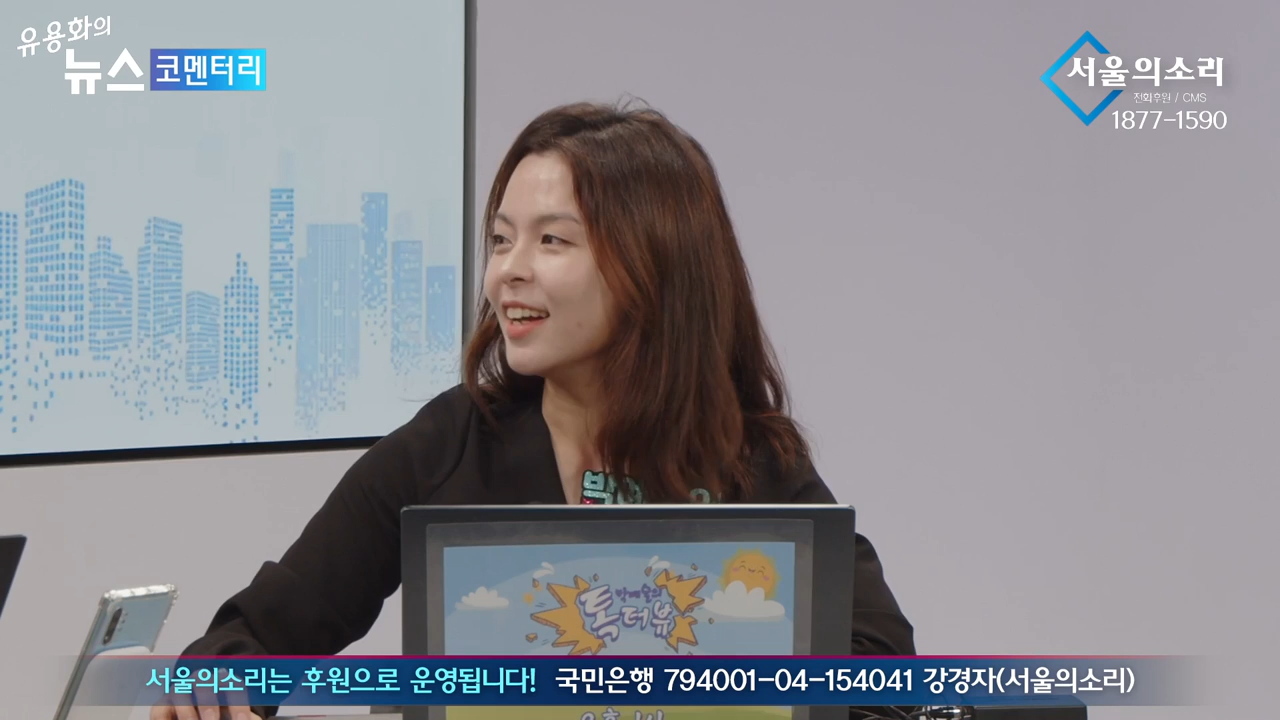 유용화의
뉴스 코멘터리
서울의소리
전화후원 / CMS
1877-1590
톡터뷰
서울의소리는 후원으로 운영됩니다! 국민은행 794001-04-154041 강경자(서울의소리)